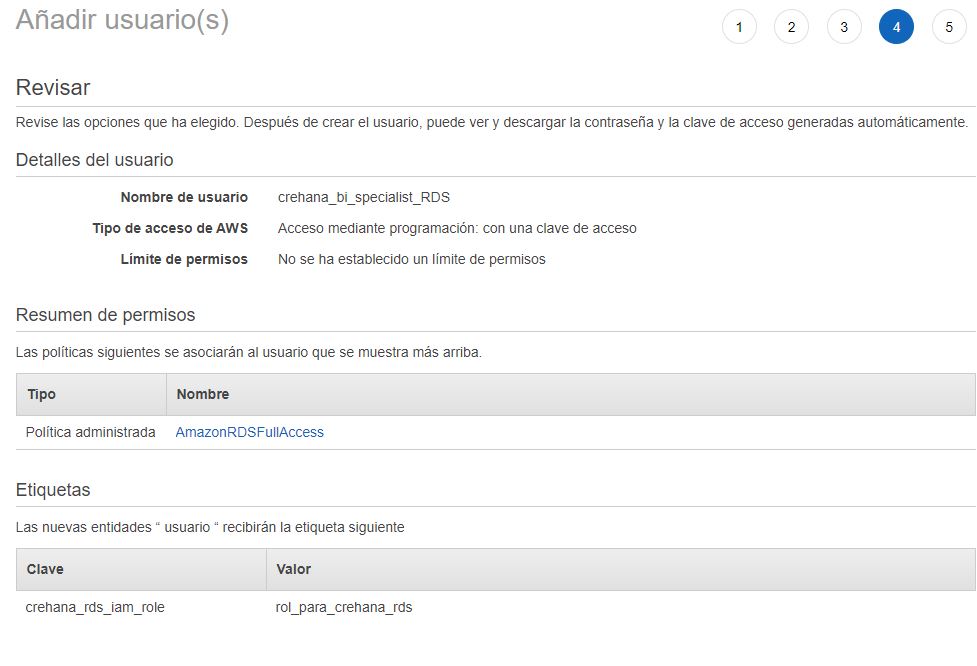 Añadir usuario(s)
1 2 3 4 5
Revisar
Revise las opciones que ha elegido. Después de crear el usuario, puede ver y descargar la contraseña y la clave de acceso generadas automáticamente.
Detalles del usuario
Nombre de usuario crehana_bi_specialist_RDS
Tipo de acceso de AWS Acceso mediante programación: con una clave de acceso
Límite de permisos No se ha establecido un límite de permisos
Resumen de permisos
Las políticas siguientes se asociarán al usuario que se muestra más arriba.
Tipo Nombre
Política administrada AmazonRDSFullAccess
Etiquetas
Las nuevas entidades “ usuario “ recibirán la etiqueta siguiente
Clave Valor
crehana_rds_iam_role rol_para_crehana_rds